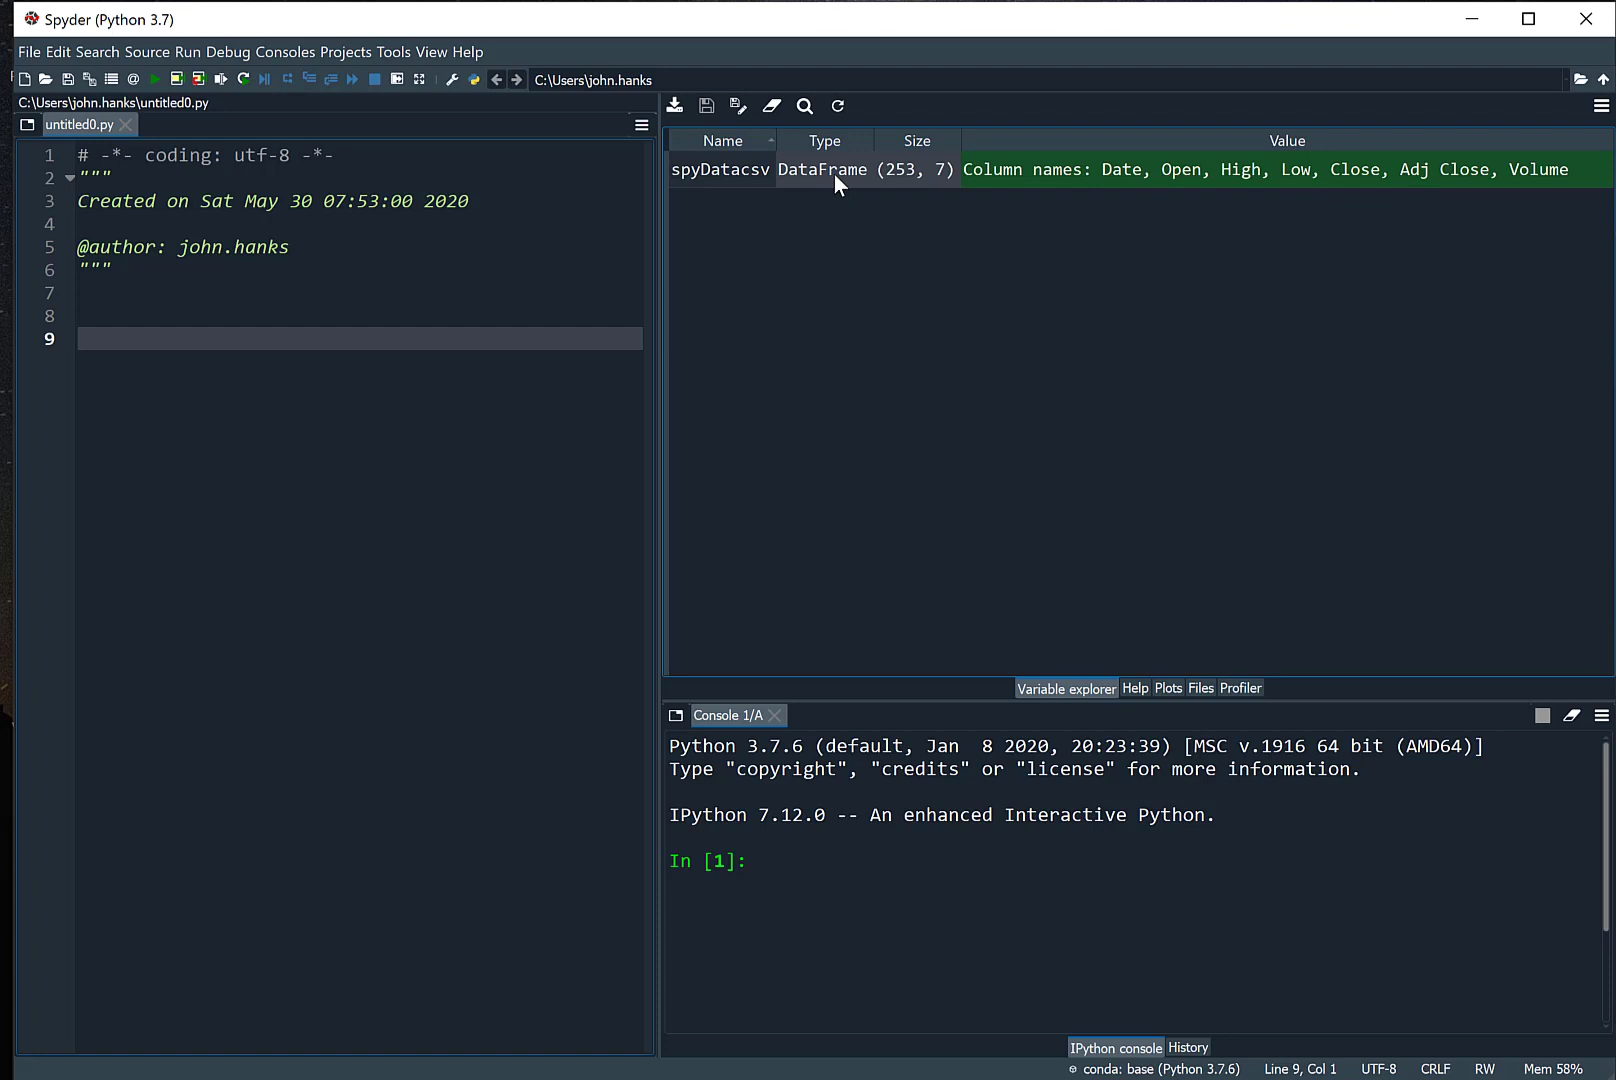 Spyder (Python 3.7)
File Edit Search Source Run Debug Consoles Projects Tools View Help
C:\Users\john.hanks
C:\Users\john.hanks\untitled0.py
untitled0.py
1 # -*- coding: utf-8 -*-
2 """
3 Created on Sat May 30 07:53:00 2020
4
5 @author: john.hanks
6 """
7
8
9
Name Type Size Value
spyDatacsv DataFrame (253, 7) Column names: Date, Open, High, Low, Close, Adj Close, Volume
Variable explorer Help Plots Files Profiler
Console 1/A
Python 3.7.6 (default, Jan  8 2020, 20:23:39) [MSC v.1916 64 bit (AMD64)]
Type "copyright", "credits" or "license" for more information.
IPython 7.12.0 -- An enhanced Interactive Python.
In [1]:
IPython console History
conda: base (Python 3.7.6) Line 9, Col 1 UTF-8 CRLF RW Mem 58%